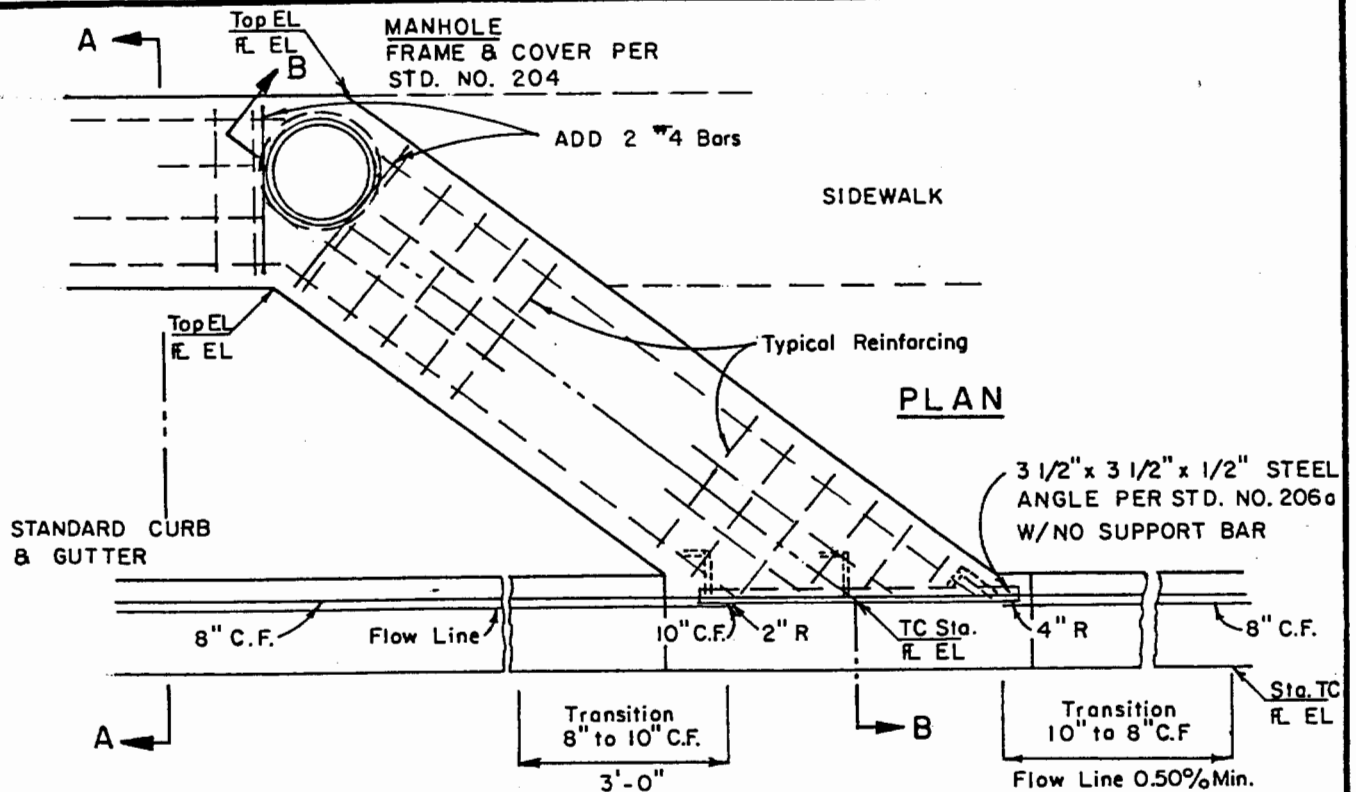 A
Top EL
FL EL
B
MANHOLE
FRAME & COVER PER
STD. NO. 204
ADD 2 #4 Bars
SIDEWALK
Top EL
FL EL
Typical Reinforcing
PLAN
3 1/2" x 3 1/2" x 1/2" STEEL
ANGLE PER STD. NO. 206a
W/NO SUPPORT BAR
STANDARD CURB
& GUTTER
8" C.F.
Flow Line
10" C.F.
2" R
TC Sta.
FL EL
4" R
8" C.F.
A
Transition
8" to 10" C.F.
3'-0"
B
Transition
10" to 8" C.F
Flow Line 0.50% Min.
Sta. TC
FL EL